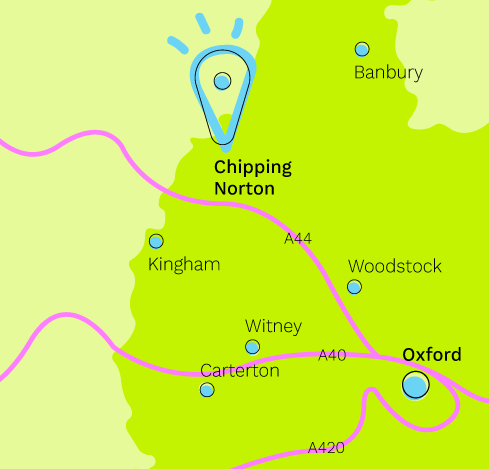 Banbury
Chipping
Norton
A44
Kingham
Woodstock
Witney
A40
Oxford
Carterton
A420